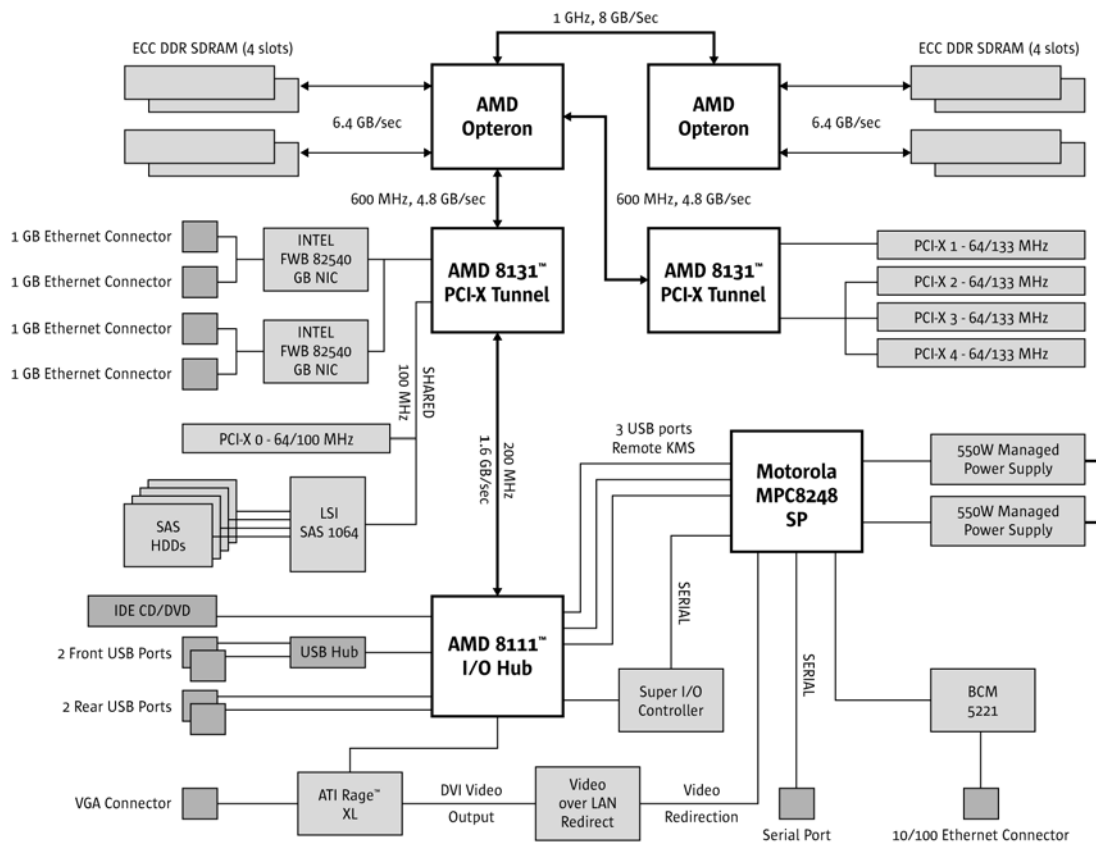 1 GHz, 8 GB/Sec
ECC DDR SDRAM (4 slots)
ECC DDR SDRAM (4 slots)
AMD
Opteron
AMD
Opteron
6.4 GB/sec
6.4 GB/sec
600 MHz, 4.8 GB/sec
600 MHz, 4.8 GB/sec
1 GB Ethernet Connector
1 GB Ethernet Connector
1 GB Ethernet Connector
1 GB Ethernet Connector
INTEL
FWB 82540
GB NIC
INTEL
FWB 82540
GB NIC
AMD 8131™
PCI-X Tunnel
AMD 8131™
PCI-X Tunnel
PCI-X 1 - 64/133 MHz
PCI-X 2 - 64/133 MHz
PCI-X 3 - 64/133 MHz
PCI-X 4 - 64/133 MHz
SHARED
100 MHz
PCI-X 0 - 64/100 MHz
200 MHz
1.6 GB/sec
3 USB ports
Remote KMS
Motorola
MPC8248
SP
550W Managed
Power Supply
550W Managed
Power Supply
SAS
HDDs
LSI
SAS 1064
IDE CD/DVD
2 Front USB Ports
USB Hub
2 Rear USB Ports
AMD 8111™
I/O Hub
SERIAL
SERIAL
Super I/O
Controller
BCM
5221
VGA Connector
ATI Rage™
XL
DVI Video
Output
Video
over LAN
Redirect
Video
Redirection
Serial Port
10/100 Ethernet Connector